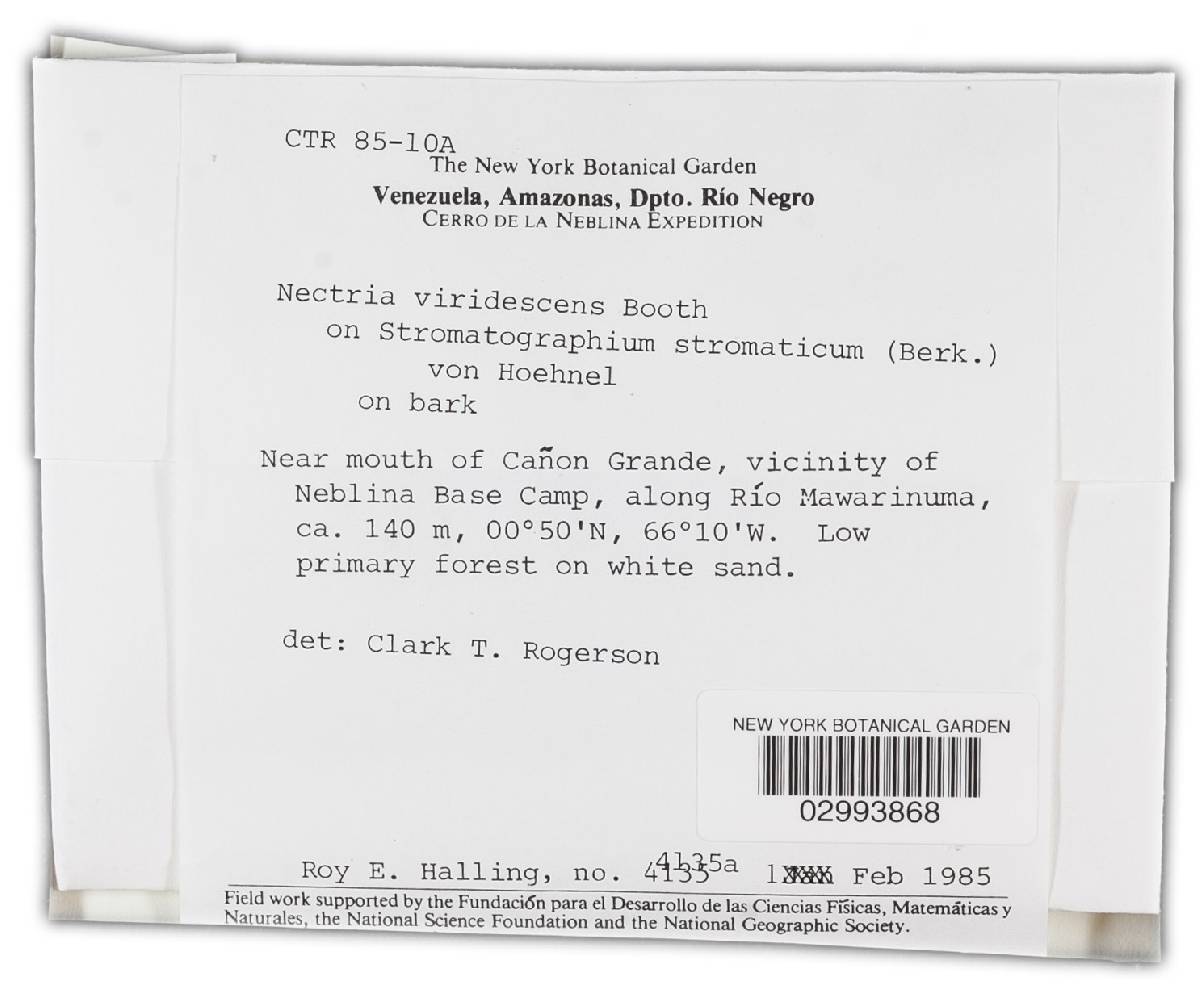 CTR 85-10A
The New York Botanical Garden
Venezuela, Amazonas, Dpto. Río Negro
CERRO DE LA NEBLINA EXPEDITION
Nectria viridescens Booth
on Stromatographium stromaticum (Berk.)
von Hoehnel
on bark
Near mouth of Cañon Grande, vicinity of
Neblina Base Camp, along Río Mawarinuma,
ca. 140 m, 00°50'N, 66°10'W. Low
primary forest on white sand.
det: Clark T. Rogerson
NEW YORK BOTANICAL GARDEN
02993868
Roy E. Halling, no. 4135a Feb 1985
Field work supported by the Fundación para el Desarrollo de las Ciencias Físicas, Matemáticas y
Naturales, the National Science Foundation and the National Geographic Society.